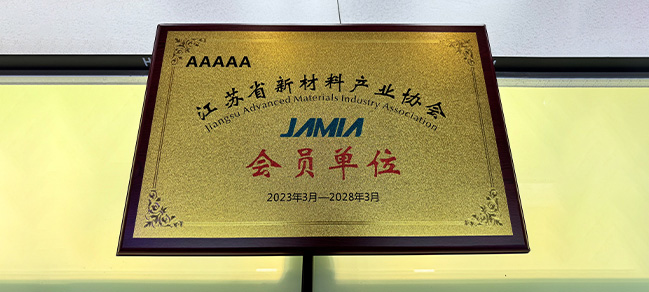 AAAAA
江苏省新材料产业协会
Jiangsu Advanced Materials Industry Association
JAMIA
会员单位
2023年3月—2028年3月